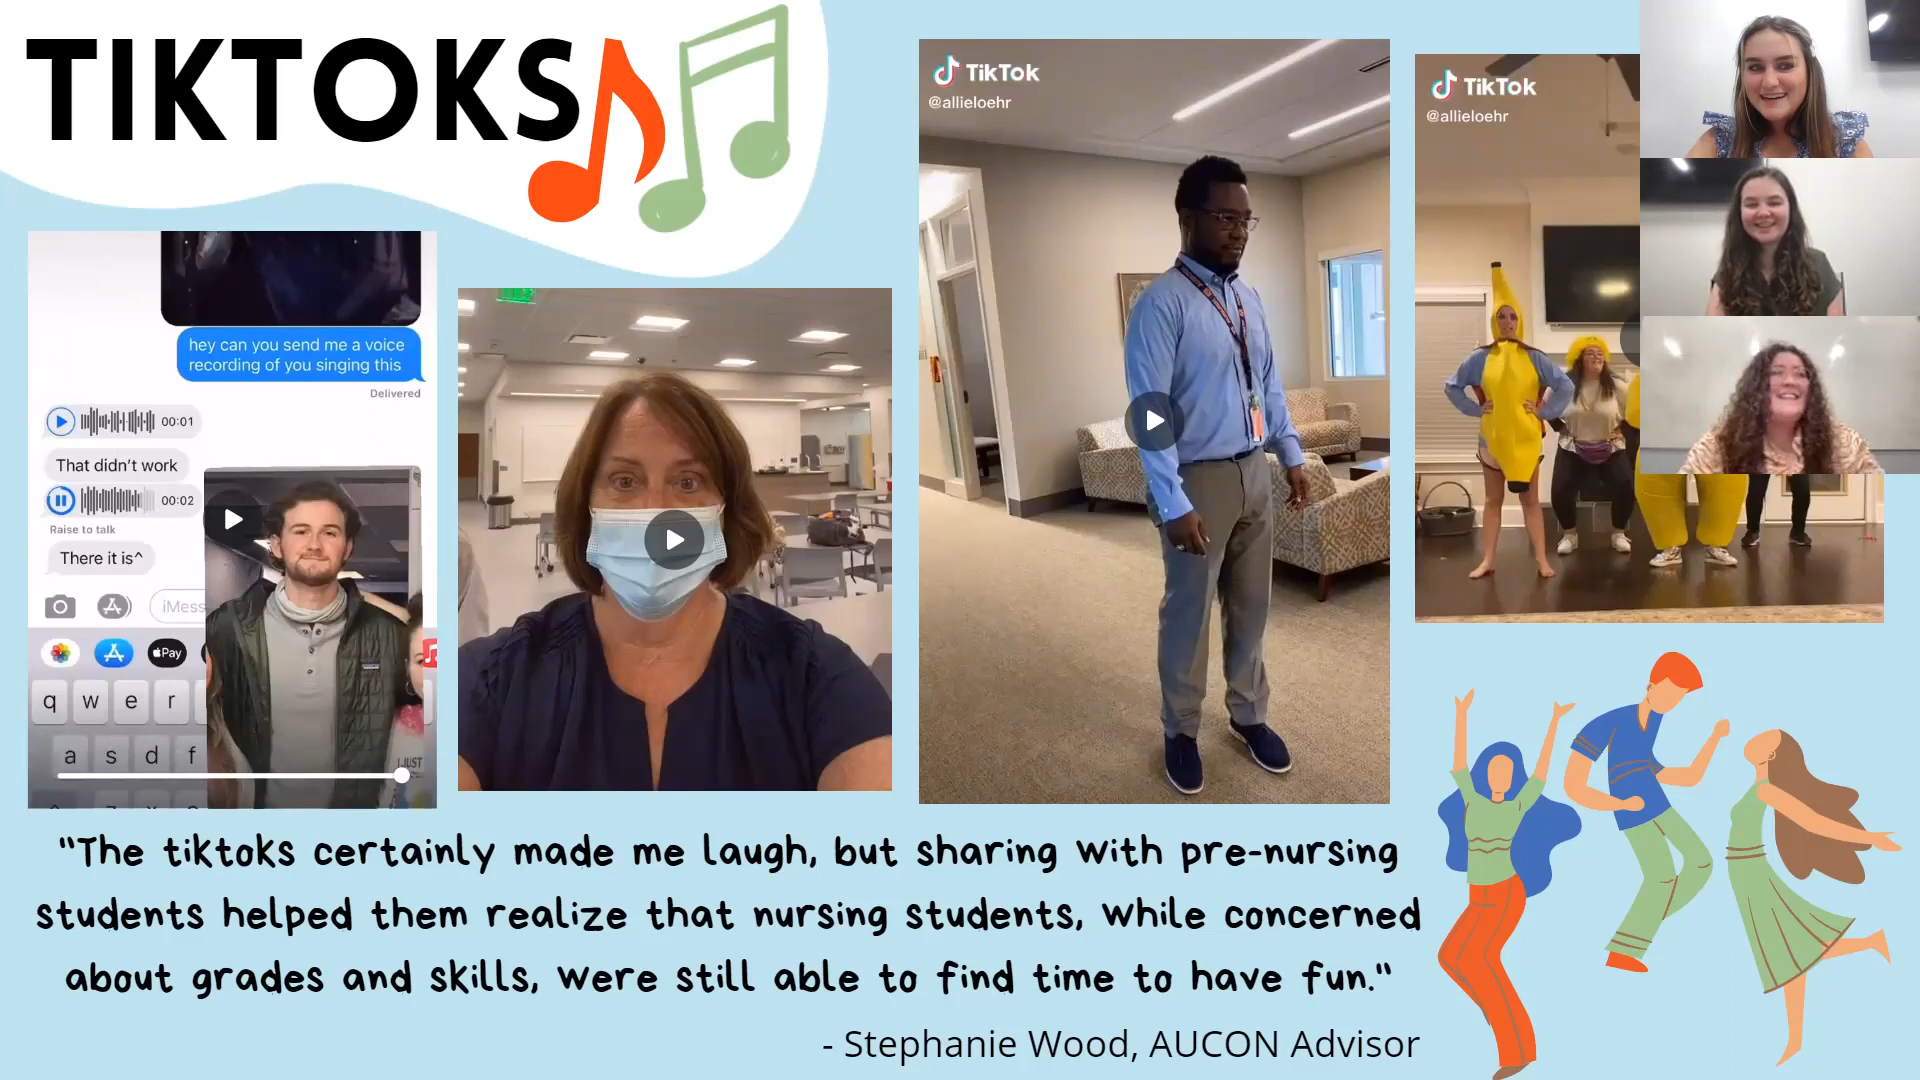 TIKTOKS
hey can you send me a voice
recording of you singing this
Delivered
00:01
That didn't work
00:02
Raise to talk
There it is^
iMess
Pay
q w e r
a s d f
I JUST
TikTok
@allieloehr
TikTok
@allieloehr
"The tiktoks certainly made me laugh, but sharing with pre-nursing
students helped them realize that nursing students, while concerned
about grades and skills, were still able to find time to have fun."
- Stephanie Wood, AUCON Advisor